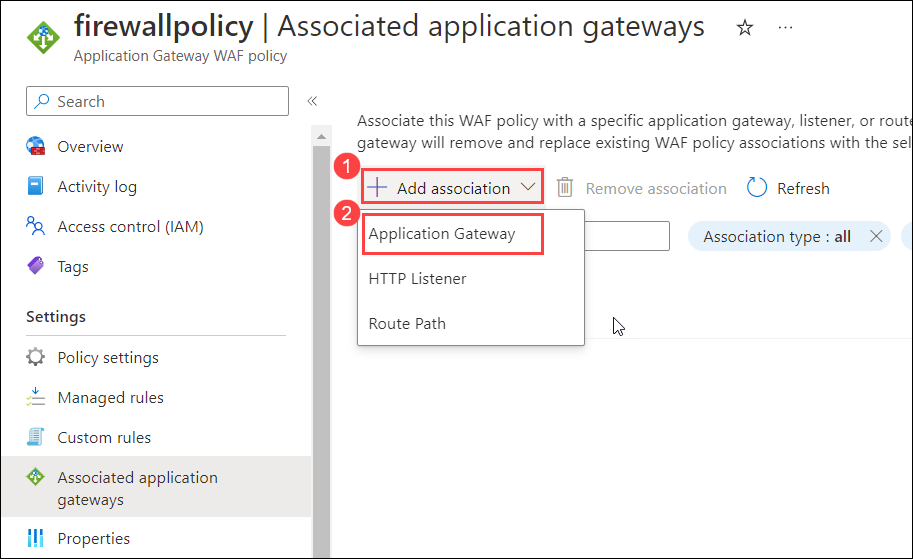 firewallpolicy | Associated application gateways
Application Gateway WAF policy
Search
Overview
Activity log
Access control (IAM)
Tags
Settings
Policy settings
Managed rules
Custom rules
Associated application
gateways
Properties
Associate this WAF policy with a specific application gateway, listener, or route
gateway will remove and replace existing WAF policy associations with the sel
1
Add association
Remove association
Refresh
2
Application Gateway
HTTP Listener
Route Path
Association type : all